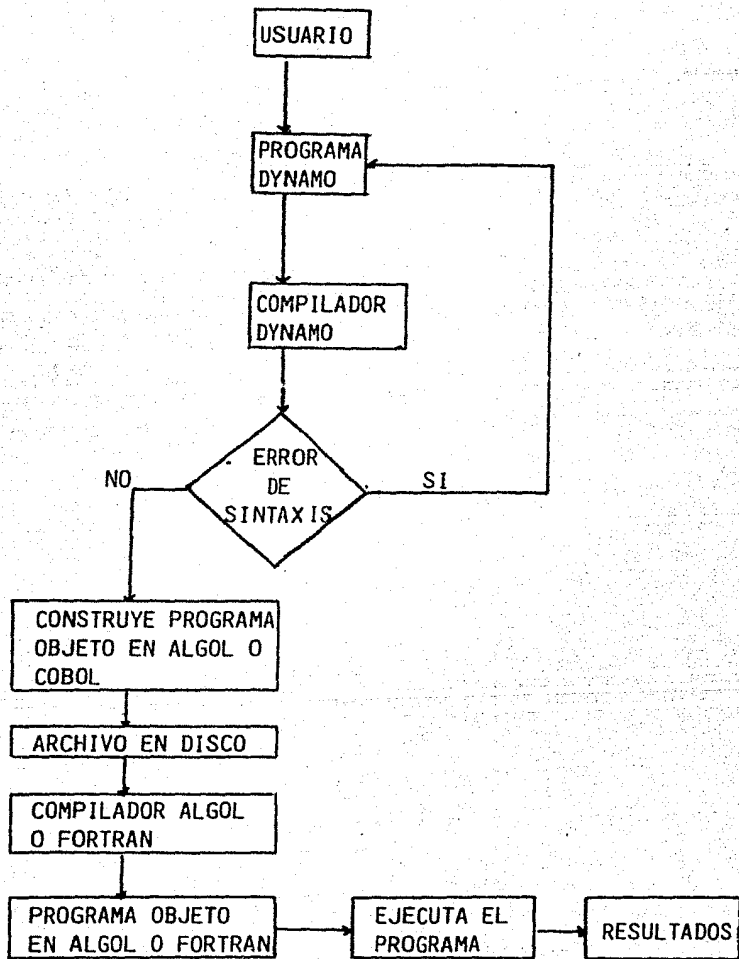 USUARIO
PROGRAMA
DYNAMO
COMPILADOR
DYNAMO
ERROR
DE
SINTAXIS
NO
SI
CONSTRUYE PROGRAMA
OBJETO EN ALGOL O
COBOL
ARCHIVO EN DISCO
COMPILADOR ALGOL
O FORTRAN
PROGRAMA OBJETO
EN ALGOL O FORTRAN
EJECUTA EL
PROGRAMA
RESULTADOS